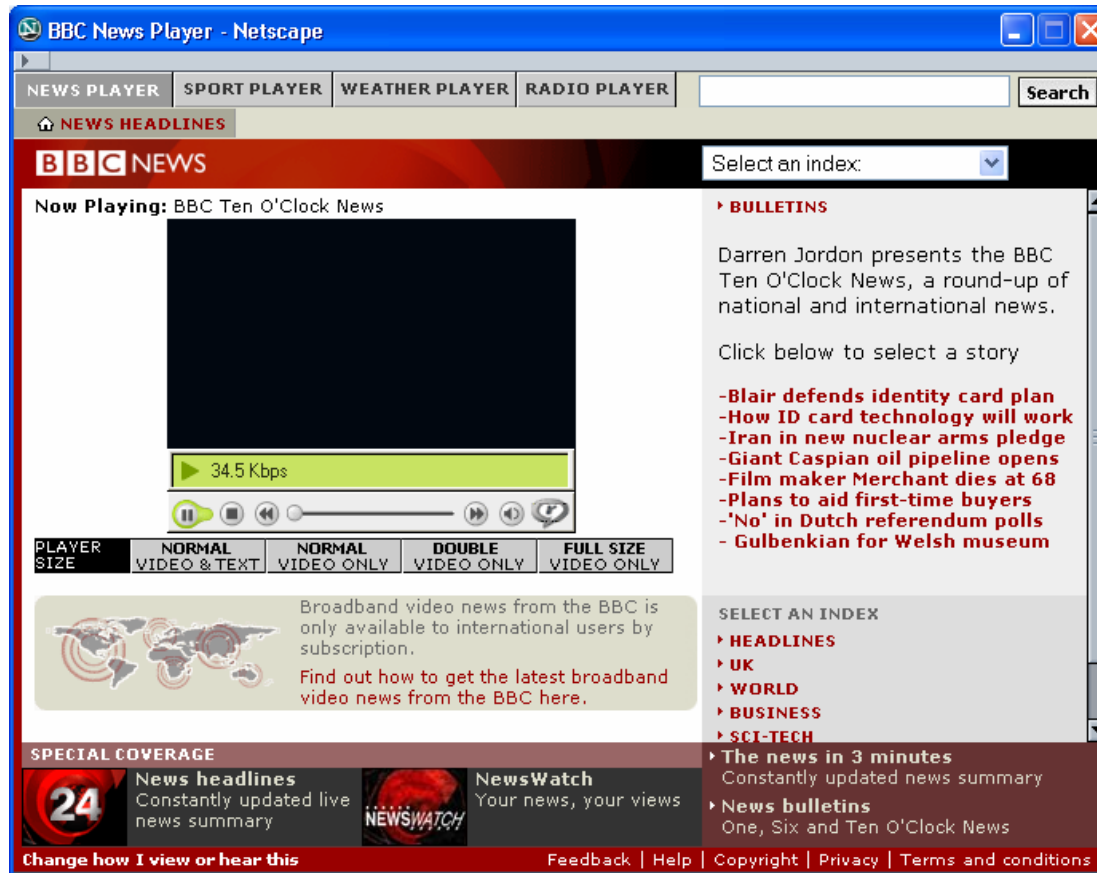 BBC News Player - Netscape
NEWS PLAYER SPORT PLAYER WEATHER PLAYER RADIO PLAYER Search
NEWS HEADLINES
BBC NEWS
Select an index:
Now Playing: BBC Ten O'Clock News
34.5 Kbps
PLAYER SIZE
NORMAL VIDEO & TEXT
NORMAL VIDEO ONLY
DOUBLE VIDEO ONLY
FULL SIZE VIDEO ONLY
Broadband video news from the BBC is
only available to international users by
subscription.
Find out how to get the latest broadband
video news from the BBC here.
BULLETINS
Darren Jordon presents the BBC
Ten O'Clock News, a round-up of
national and international news.
Click below to select a story
-Blair defends identity card plan
-How ID card technology will work
-Iran in new nuclear arms pledge
-Giant Caspian oil pipeline opens
-Film maker Merchant dies at 68
-Plans to aid first-time buyers
-'No' in Dutch referendum polls
- Gulbenkian for Welsh museum
SELECT AN INDEX
HEADLINES
UK
WORLD
BUSINESS
SCI-TECH
SPECIAL COVERAGE
24
News headlines
Constantly updated live
news summary
NEWSWATCH
NewsWatch
Your news, your views
The news in 3 minutes
Constantly updated news summary
News bulletins
One, Six and Ten O'Clock News
Change how I view or hear this
Feedback | Help | Copyright | Privacy | Terms and conditions